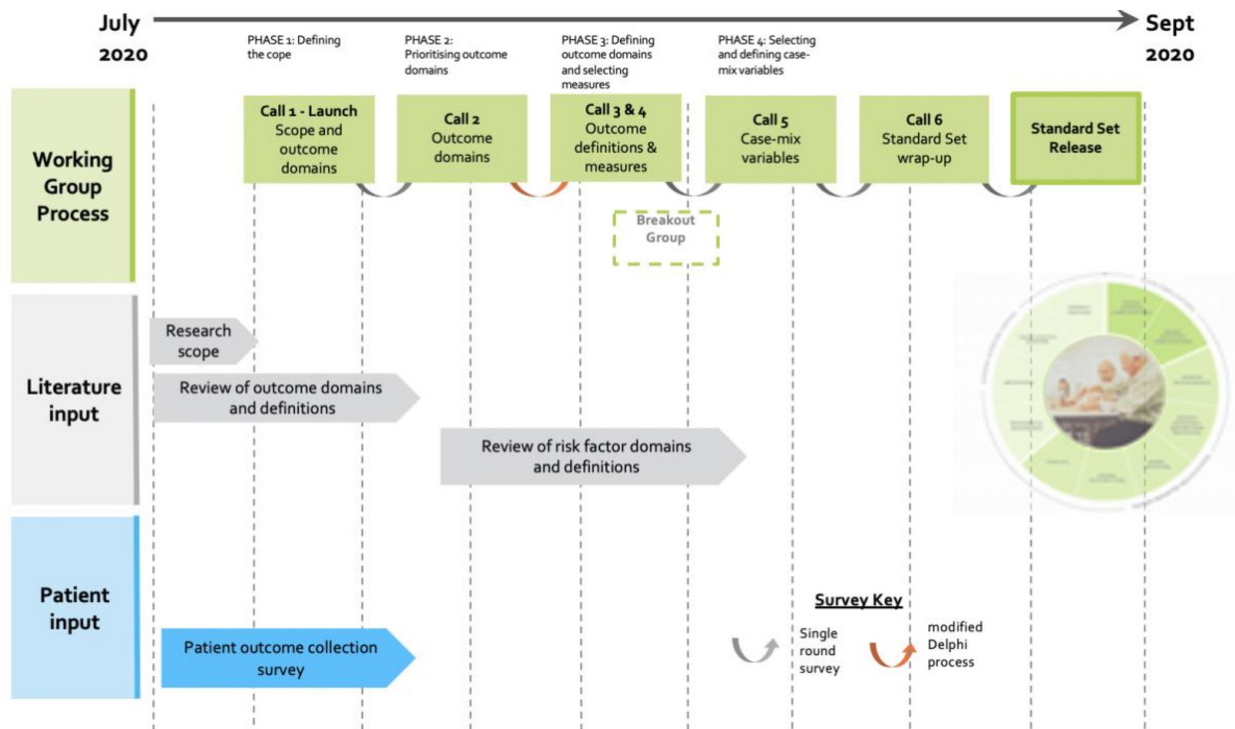 July
2020
Sept
2020
PHASE 1: Defining
the cope
PHASE 2:
Prioritising outcome
domains
PHASE 3: Defining
outcome domains
and selecting
measures
PHASE 4: Selecting
and defining case-
mix variables
Working
Group
Process
Call 1 - Launch
Scope and
outcome
domains
Call 2
Outcome
domains
Call 3 & 4
Outcome
definitions &
measures
Call 5
Case-mix
variables
Call 6
Standard Set
wrap-up
Standard Set
Release
Breakout
Group
Literature
input
Research
scope
Review of outcome domains
and definitions
Review of risk factor domains
and definitions
Patient
input
Patient outcome collection
survey
Survey Key
Single
round
survey
modified
Delphi
process